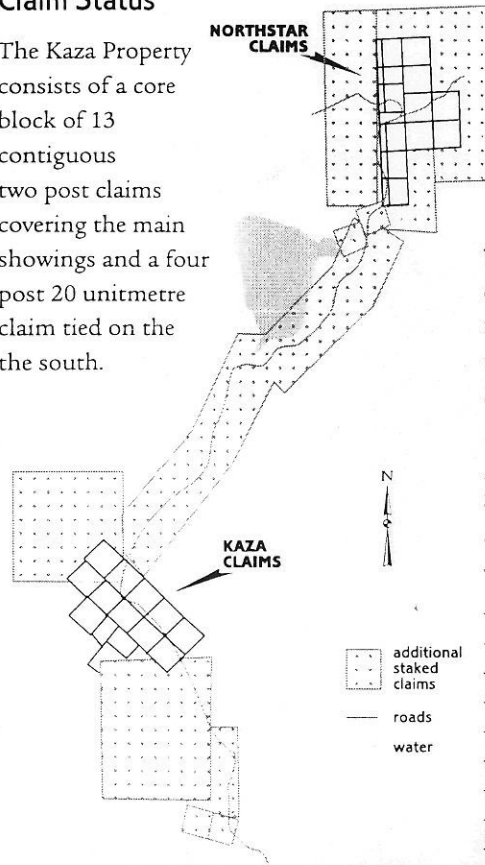 Claim Status
The Kaza Property
consists of a core
block of 13
contiguous
two post claims
covering the main
showings and a four
post 20 unitmetre
claim tied on the
the south.
NORTHSTAR
CLAIMS
N
KAZA
CLAIMS
additional
staked
claims
roads
water